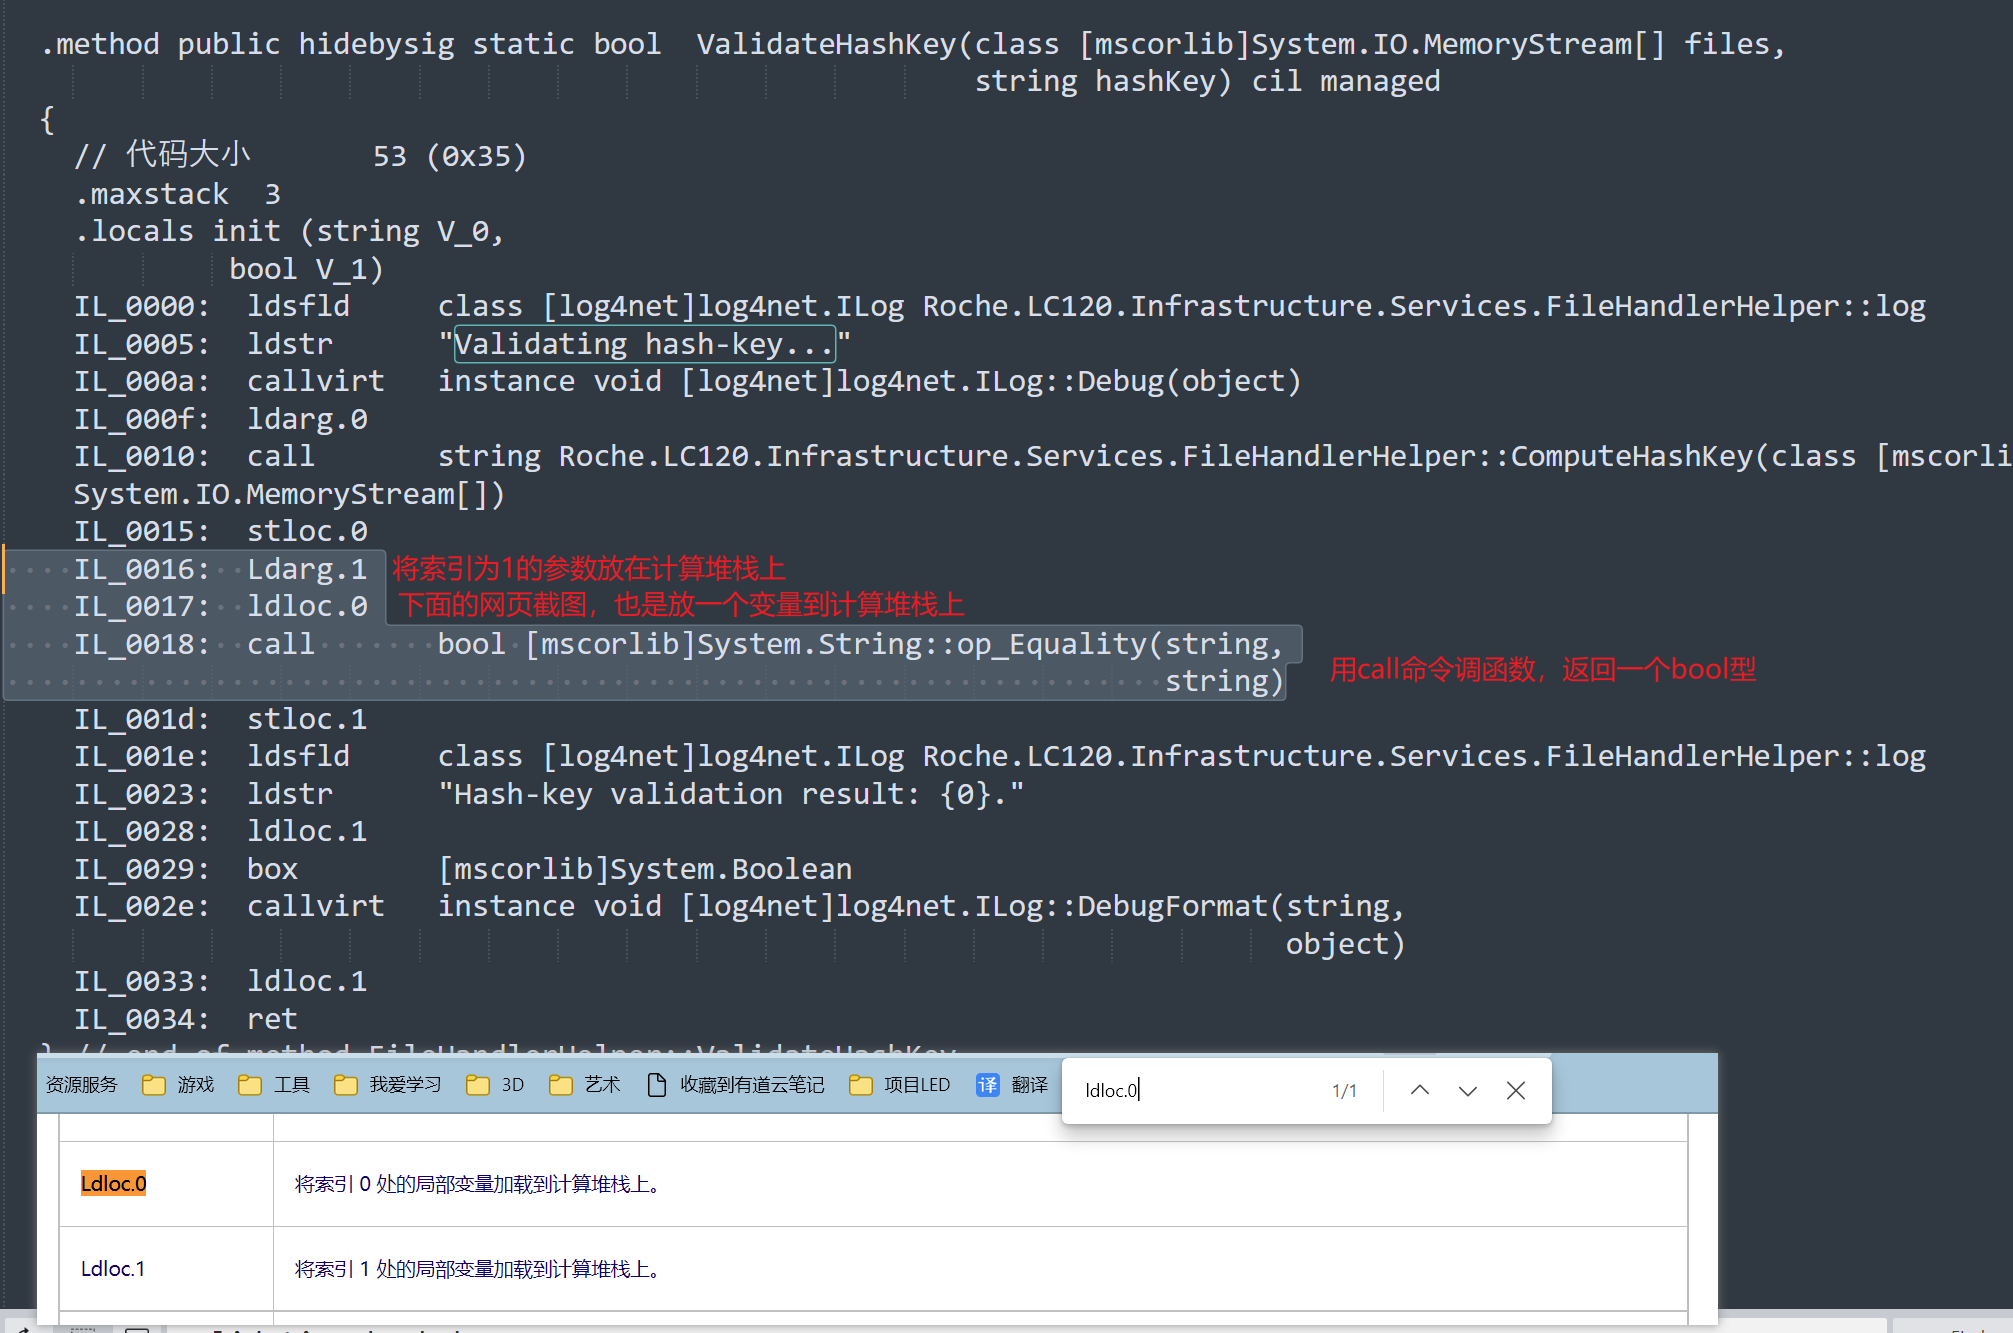 .method public hidebysig static bool  ValidateHashKey(class [mscorlib]System.IO.MemoryStream[] files,
string hashKey) cil managed
{
// 代码大小       53 (0x35)
.maxstack  3
.locals init (string V_0,
bool V_1)
IL_0000:  ldsfld     class [log4net]log4net.ILog Roche.LC120.Infrastructure.Services.FileHandlerHelper::log
IL_0005:  ldstr      "Validating hash-key..."
IL_000a:  callvirt   instance void [log4net]log4net.ILog::Debug(object)
IL_000f:  ldarg.0
IL_0010:  call       string Roche.LC120.Infrastructure.Services.FileHandlerHelper::ComputeHashKey(class [mscorli
System.IO.MemoryStream[])
IL_0015:  stloc.0
IL_0016:  Ldarg.1 将索引为1的参数放在计算堆栈上
IL_0017:  ldloc.0 下面的网页截图，也是放一个变量到计算堆栈上
IL_0018:  call       bool [mscorlib]System.String::op_Equality(string,
string) 用call命令调函数，返回一个bool型
IL_001d:  stloc.1
IL_001e:  ldsfld     class [log4net]log4net.ILog Roche.LC120.Infrastructure.Services.FileHandlerHelper::log
IL_0023:  ldstr      "Hash-key validation result: {0}."
IL_0028:  ldloc.1
IL_0029:  box        [mscorlib]System.Boolean
IL_002e:  callvirt   instance void [log4net]log4net.ILog::DebugFormat(string,
object)
IL_0033:  ldloc.1
IL_0034:  ret
} // end of method FileHandlerHelper::ValidateHashKey
资源服务 游戏 工具 我爱学习 3D 艺术 收藏到有道云笔记 项目LED 译 翻译 ldloc.0 1/1
Ldloc.0 将索引 0 处的局部变量加载到计算堆栈上。
Ldloc.1 将索引 1 处的局部变量加载到计算堆栈上。